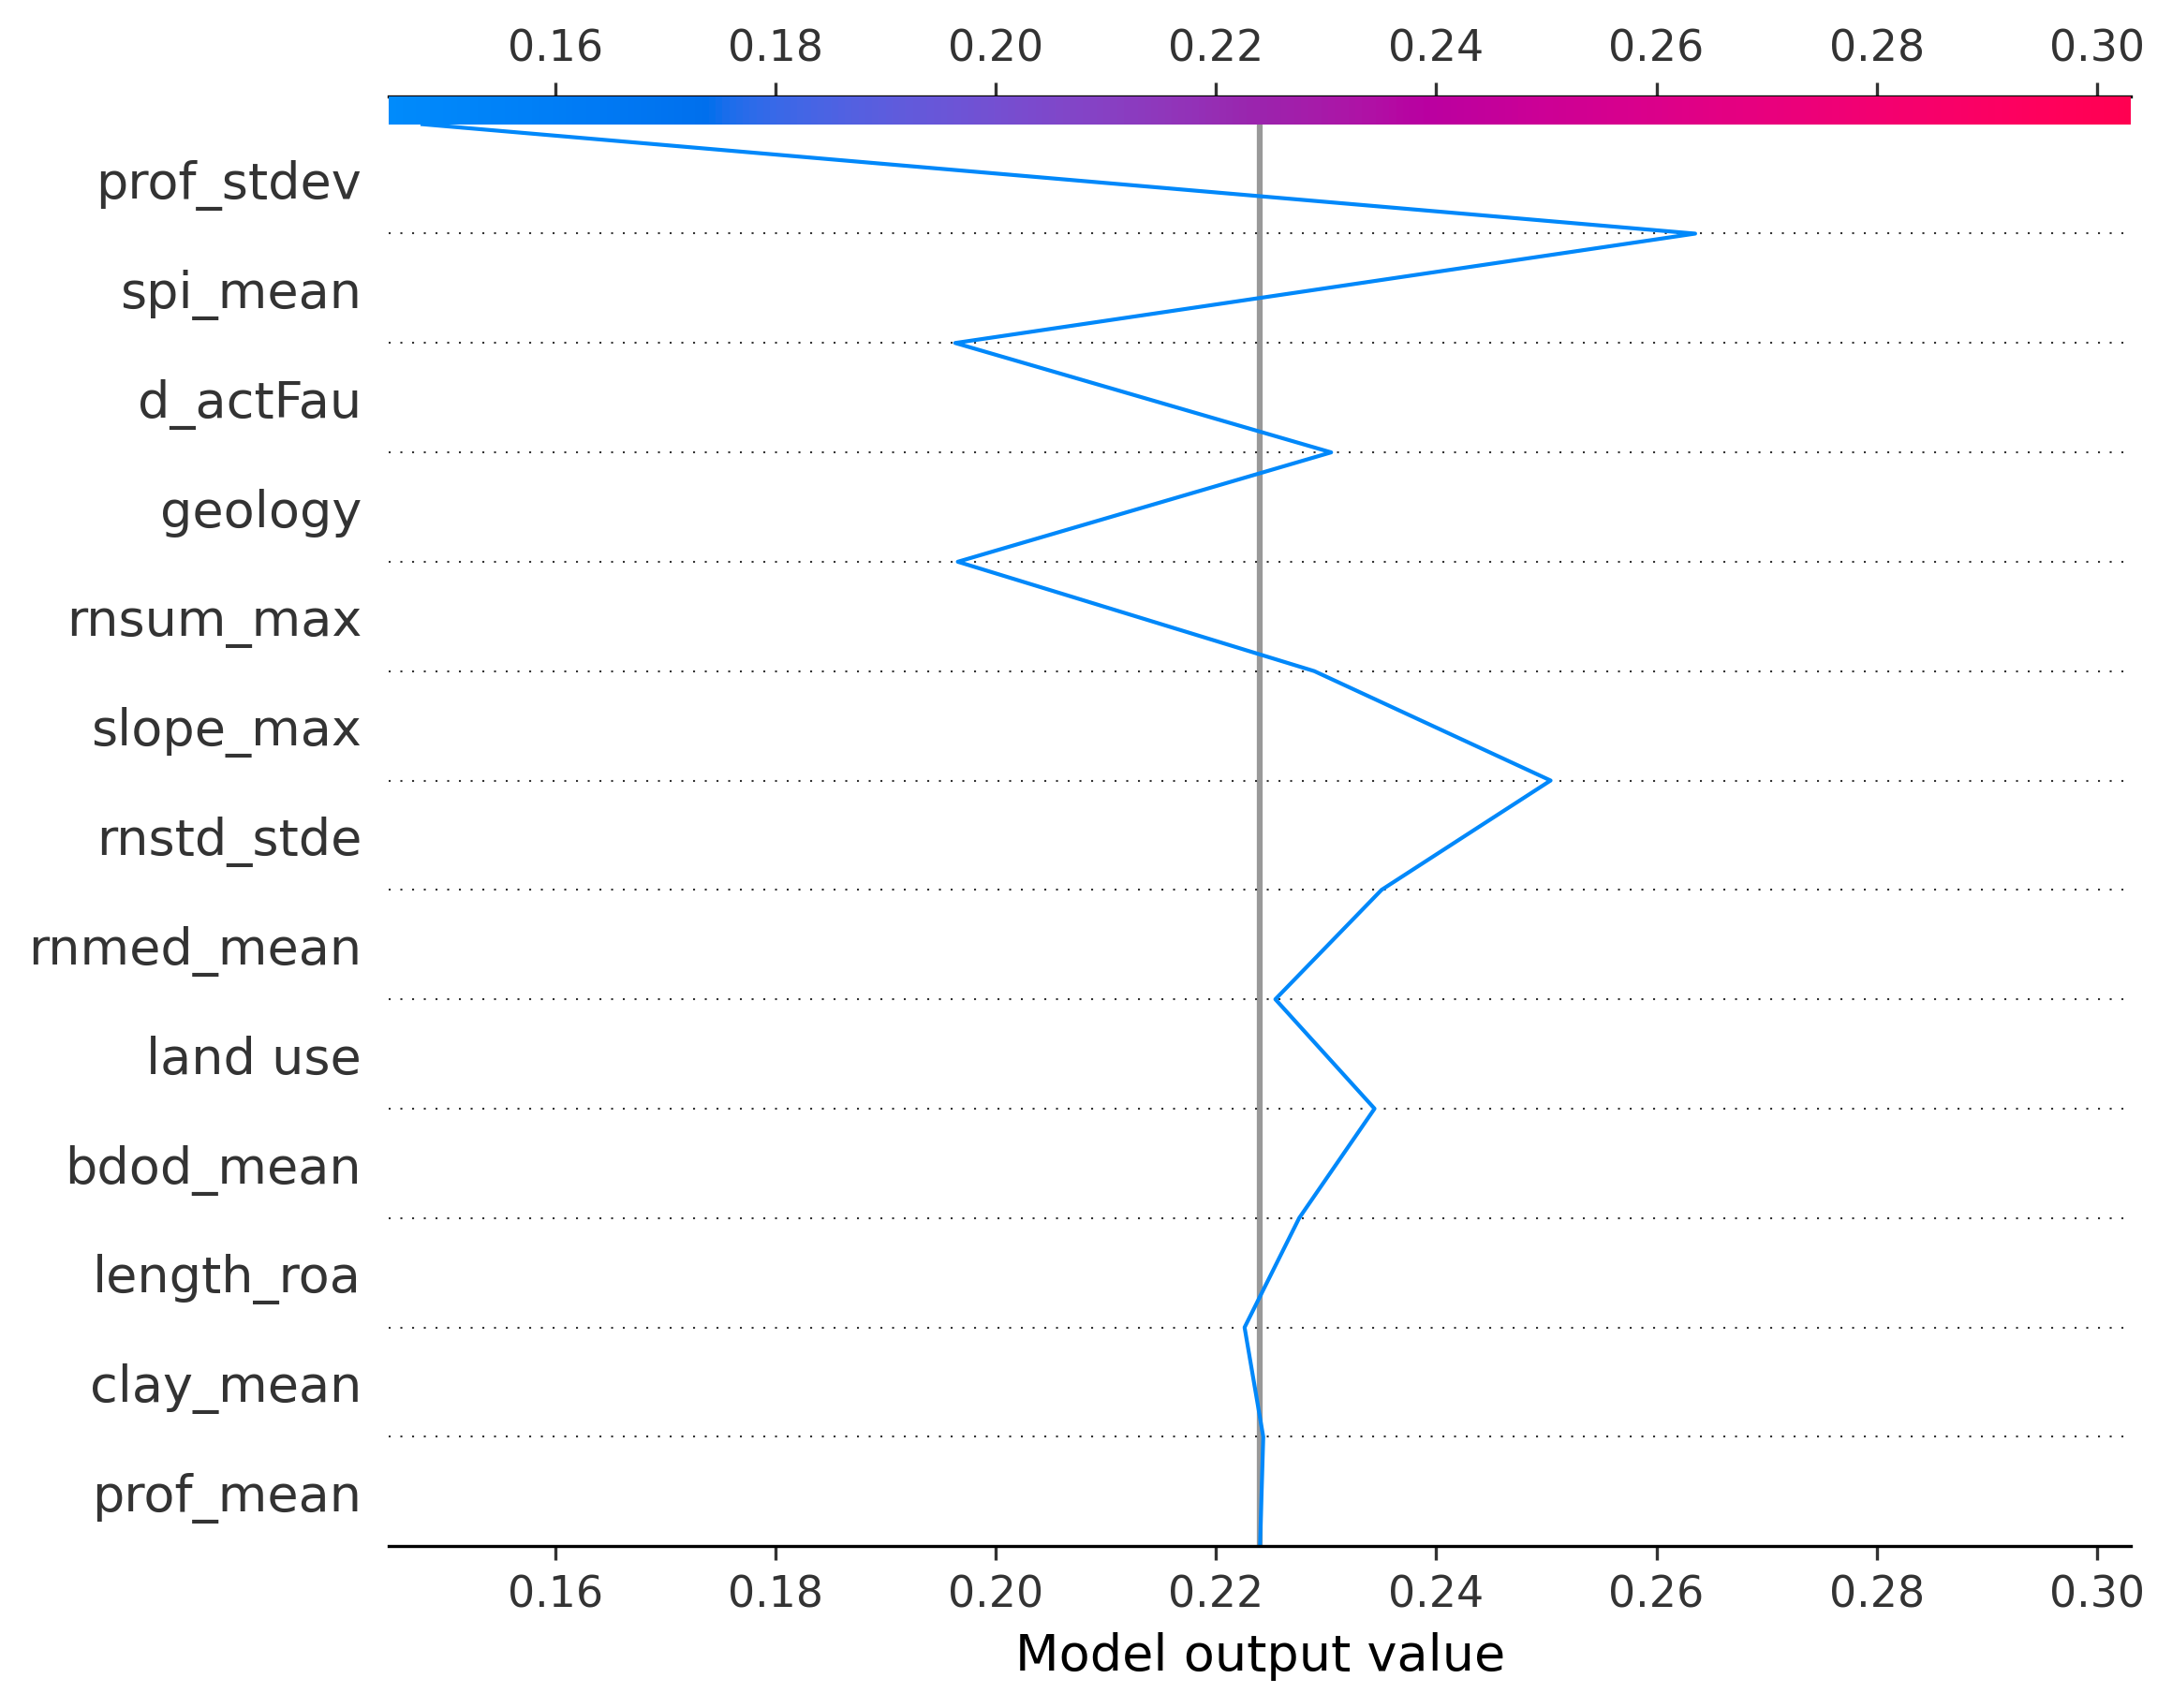 0.16 0.18 0.20 0.22 0.24 0.26 0.28 0.30
prof_stdev
spi_mean
d_actFau
geology
rnsum_max
slope_max
rnstd_stde
rnmed_mean
land use
bdod_mean
length_roa
clay_mean
prof_mean
0.16 0.18 0.20 0.22 0.24 0.26 0.28 0.30
Model output value